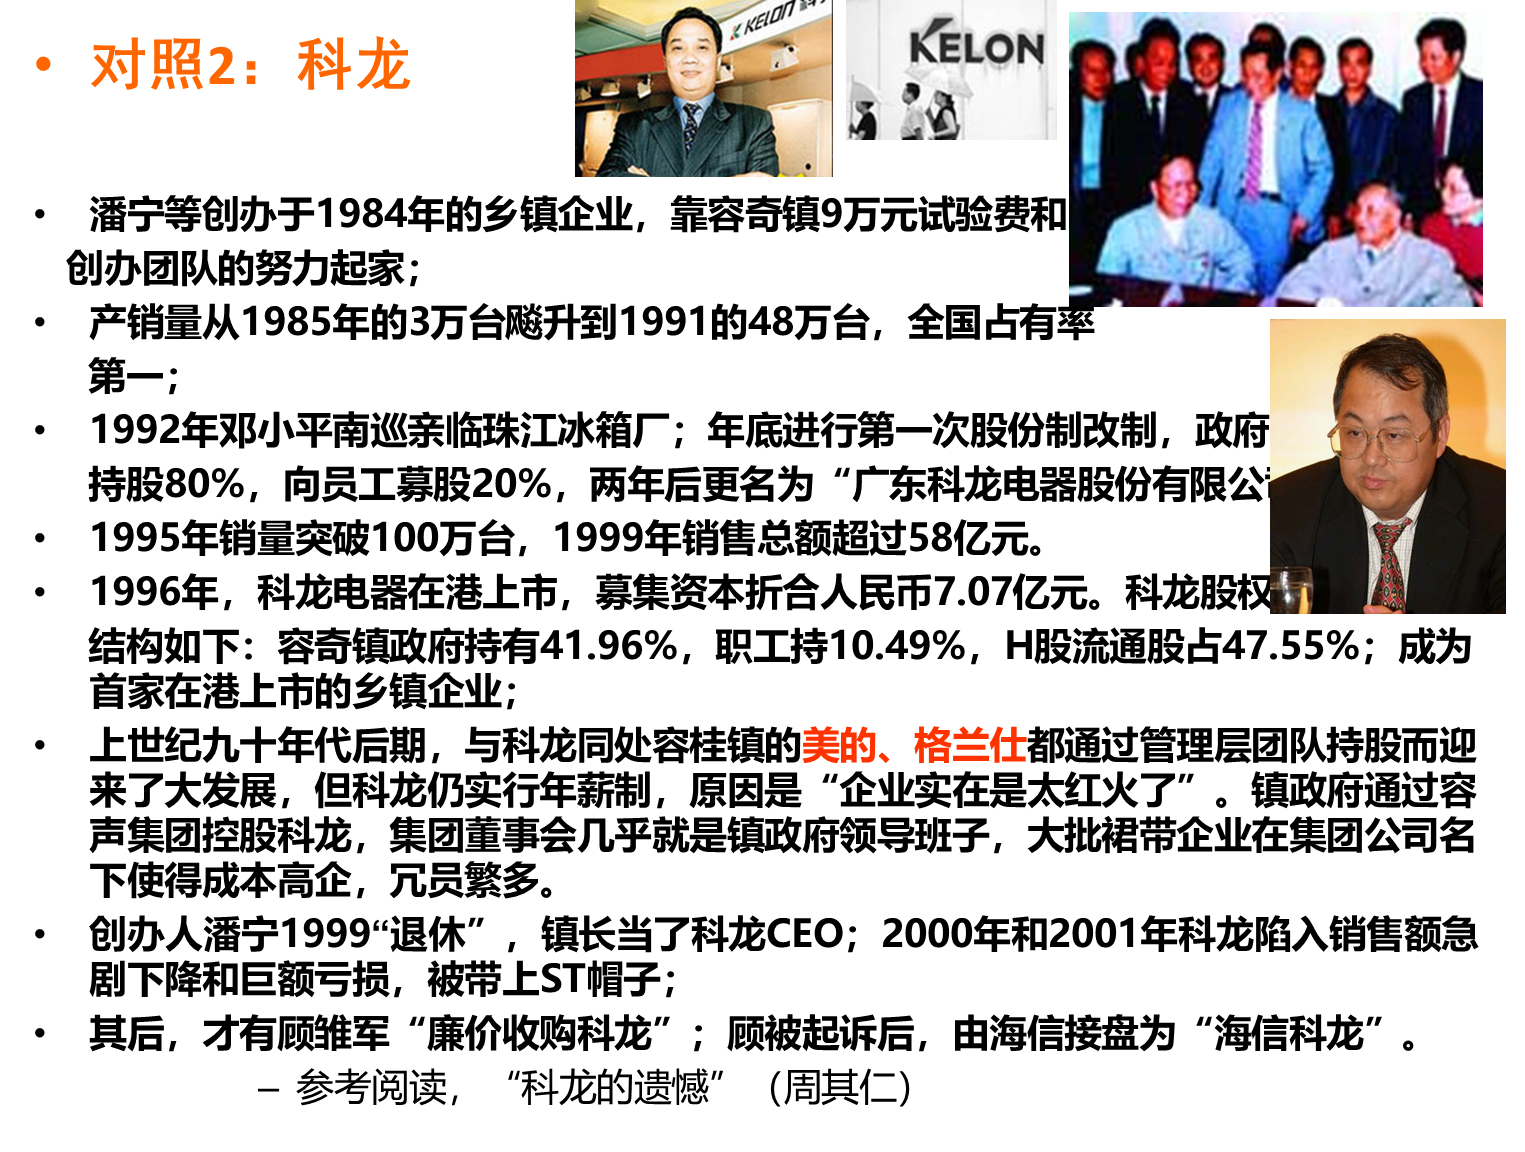 • 对照2：科龙
KELON
KELON
• 潘宁等创办于1984年的乡镇企业，靠容奇镇9万元试验费和
创办团队的努力起家；
• 产销量从1985年的3万台飚升到1991的48万台，全国占有率
第一；
• 1992年邓小平南巡亲临珠江冰箱厂；年底进行第一次股份制改制，政府
持股80%，向员工募股20%，两年后更名为“广东科龙电器股份有限公
• 1995年销量突破100万台，1999年销售总额超过58亿元。
• 1996年，科龙电器在港上市，募集资本折合人民币7.07亿元。科龙股权
结构如下：容奇镇政府持有41.96%，职工持10.49%，H股流通股占47.55%；成为
首家在港上市的乡镇企业；
• 上世纪九十年代后期，与科龙同处容桂镇的美的、格兰仕都通过管理层团队持股而迎
来了大发展，但科龙仍实行年薪制，原因是“企业实在是太红火了”。镇政府通过容
声集团控股科龙，集团董事会几乎就是镇政府领导班子，大批裙带企业在集团公司名
下使得成本高企，冗员繁多。
• 创办人潘宁1999“退休”，镇长当了科龙CEO；2000年和2001年科龙陷入销售额急
剧下降和巨额亏损，被带上ST帽子；
• 其后，才有顾雏军“廉价收购科龙”；顾被起诉后，由海信接盘为“海信科龙”。
– 参考阅读，“科龙的遗憾”（周其仁）